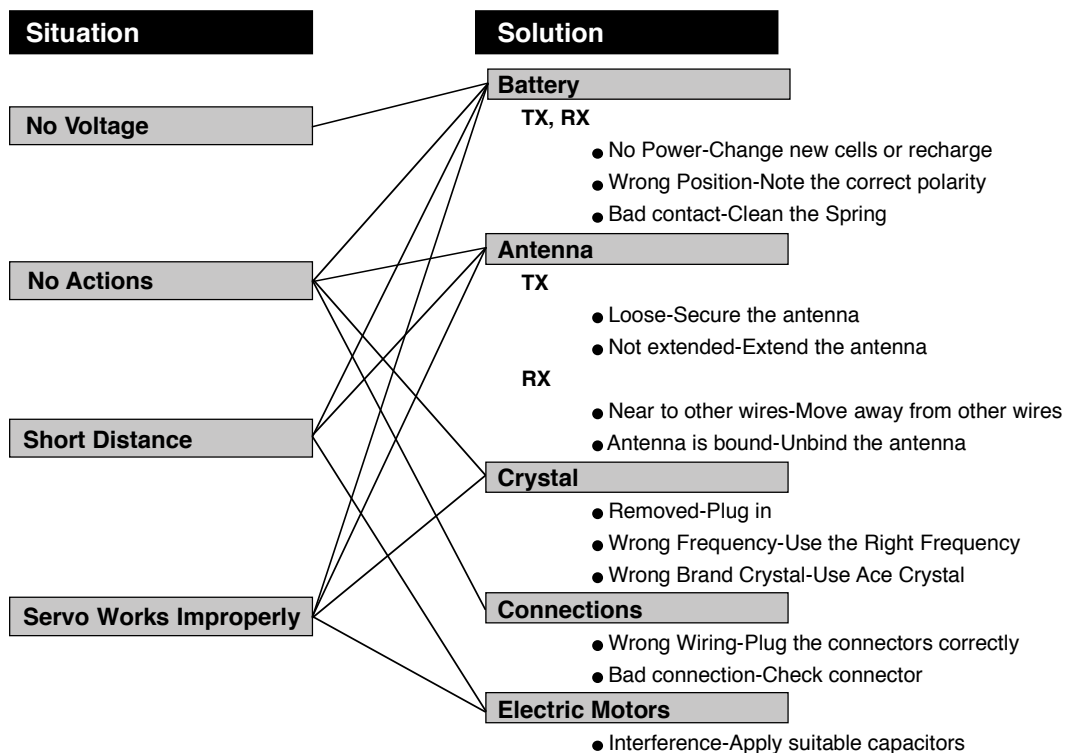 Situation
Solution
Battery
TX, RX
No Voltage
● No Power-Change new cells or recharge
● Wrong Position-Note the correct polarity
● Bad contact-Clean the Spring
Antenna
No Actions
TX
● Loose-Secure the antenna
● Not extended-Extend the antenna
RX
● Near to other wires-Move away from other wires
Short Distance
● Antenna is bound-Unbind the antenna
Crystal
● Removed-Plug in
● Wrong Frequency-Use the Right Frequency
● Wrong Brand Crystal-Use Ace Crystal
Servo Works Improperly
Connections
● Wrong Wiring-Plug the connectors correctly
● Bad connection-Check connector
Electric Motors
● Interference-Apply suitable capacitors